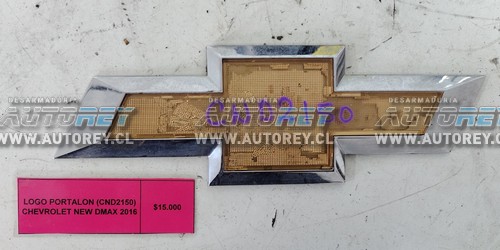 DESARMADURIA
AUTOREY
WWW.AUTOREY.CL
DESARMADURIA
AUTOREY
WWW.AUTOREY.CL
DESARMADURIA
AUTOREY
WWW.AUTOREY.CL
CND2150
LOGO PORTALON (CND2150)
CHEVROLET NEW DMAX 2016
$15.000